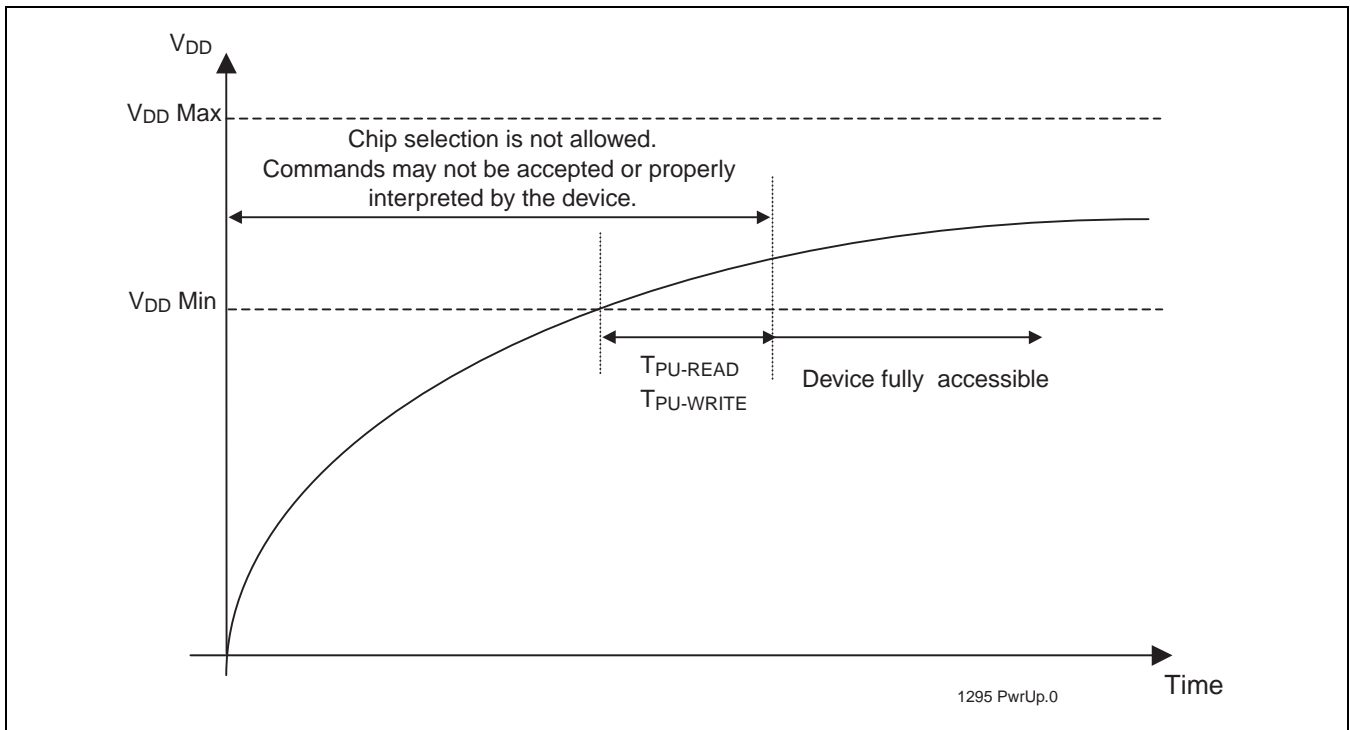 VDD
VDD Max
Chip selection is not allowed.
Commands may not be accepted or properly
interpreted by the device.
VDD Min
TPU-READ
TPU-WRITE
Device fully accessible
Time
1295 PwrUp.0